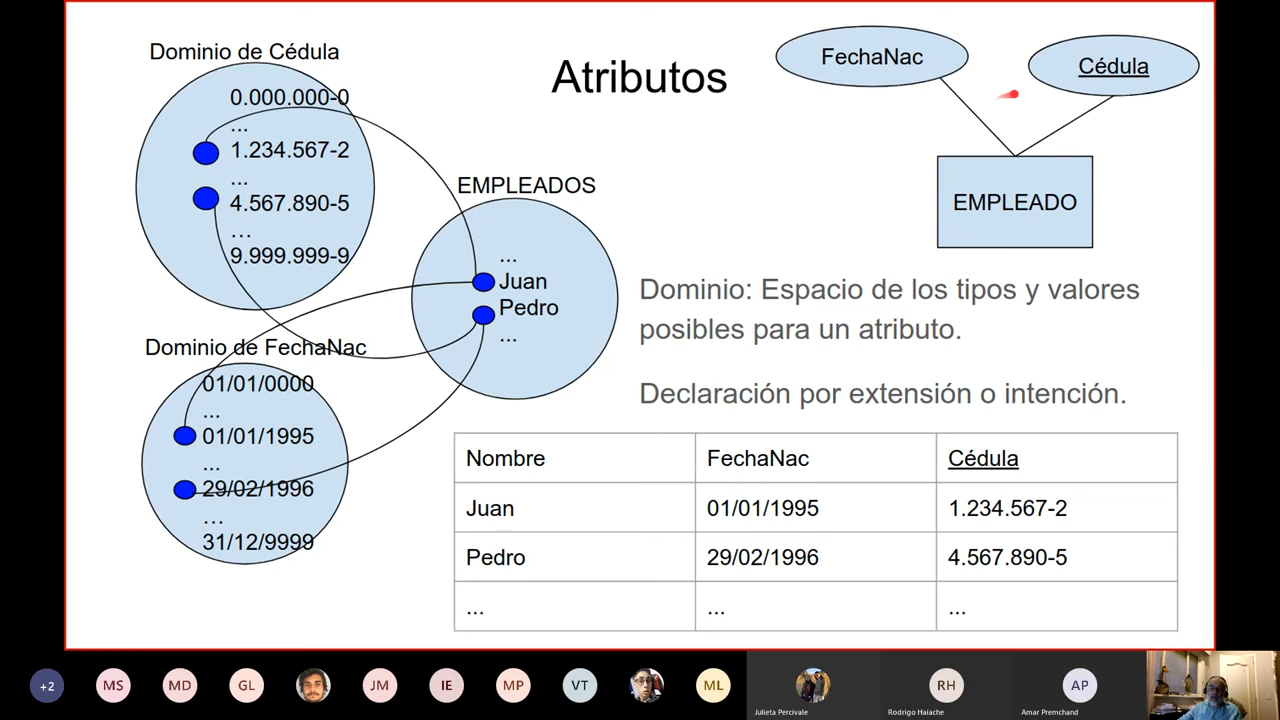 Atributos
Dominio de Cédula
0.000.000-0
...
1.234.567-2
...
4.567.890-5
...
9.999.999-9
EMPLEADOS
...
Juan
Pedro
...
Dominio de FechaNac
01/01/0000
...
01/01/1995
...
29/02/1996
...
31/12/9999
FechaNac
Cédula
EMPLEADO
Dominio: Espacio de los tipos y valores
posibles para un atributo.
Declaración por extensión o intención.
Nombre FechaNac Cédula
Juan 01/01/1995 1.234.567-2
Pedro 29/02/1996 4.567.890-5
... ... ...
+2 MS MD GL JM IE MP VT ML RH AP
Julieta Percivale Rodrigo Haiache Amar Premchand